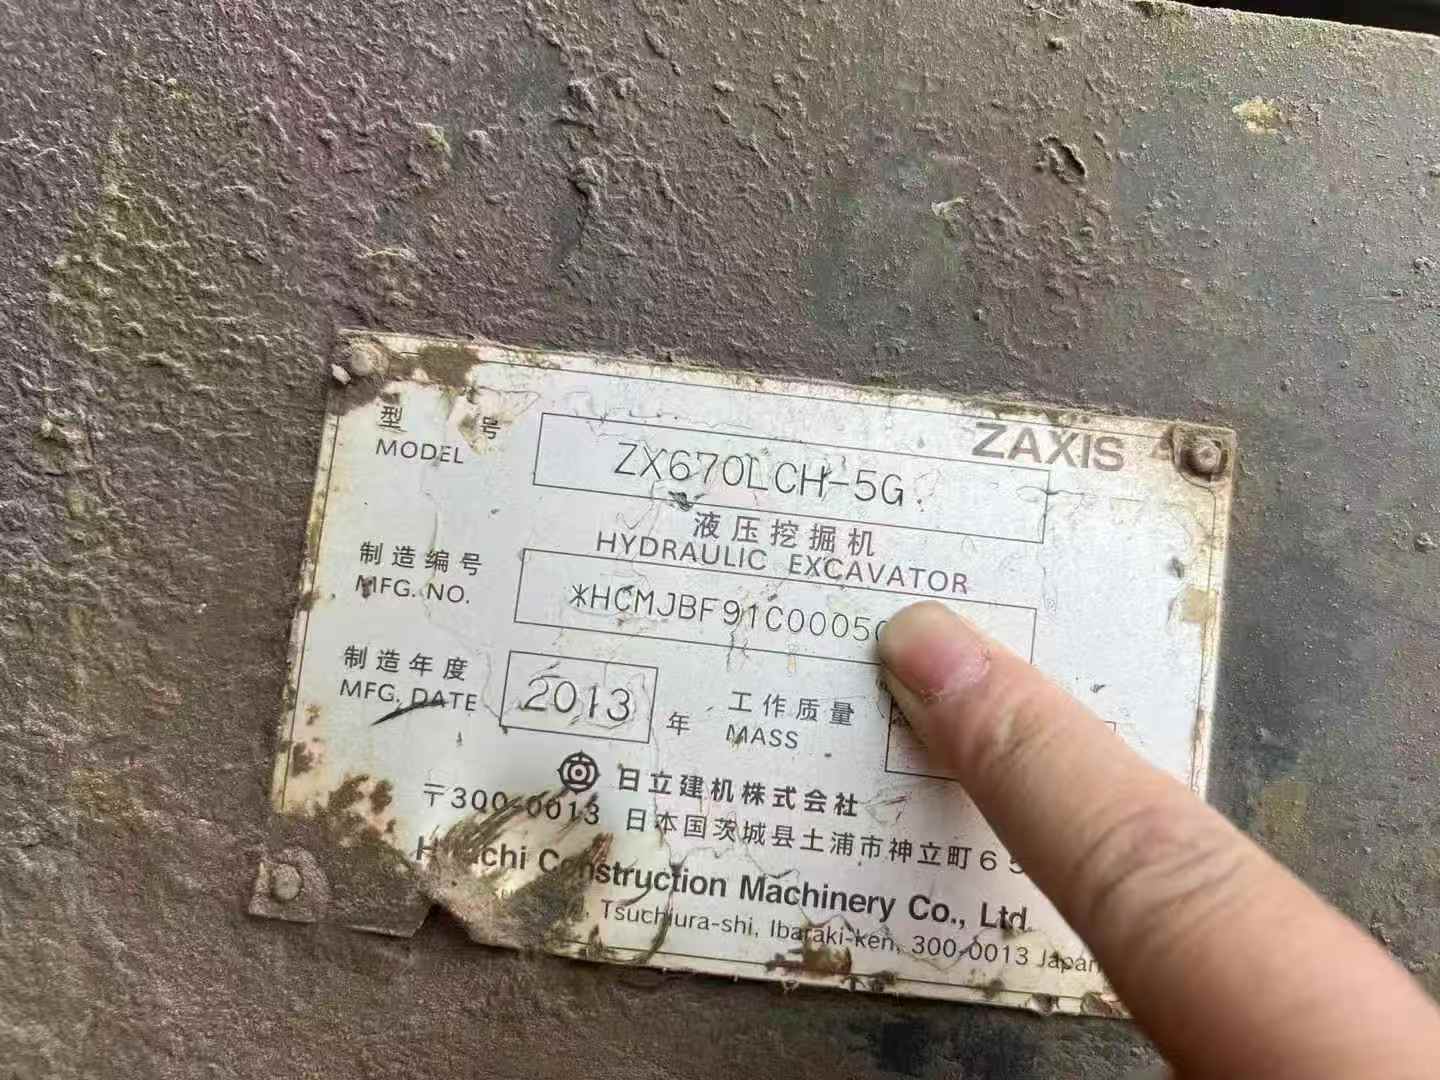 型 号
MODEL
ZX670LCH-5G
ZAXIS
液压挖掘机
HYDRAULIC EXCAVATOR
制造编号
MFG. NO.
*HCMJBF91C0005
制造年度
MFG. DATE
2013
年
工作质量
MASS
日立建机株式会社
〒300-0013 日本国茨城县土浦市神立町65
Hitachi Construction Machinery Co., Ltd.
Tsuchiura-shi, Ibaraki-ken, 300-0013 Japan